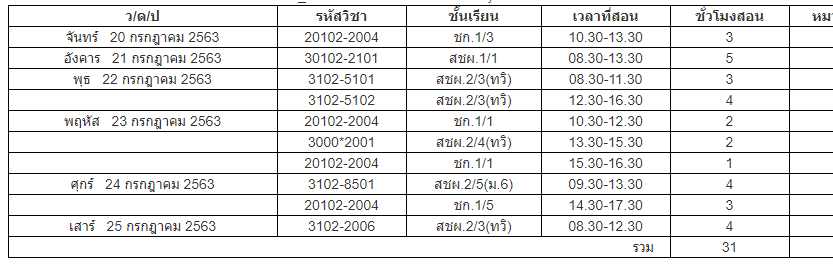 ว/ด/ป รหัสวิชา ชั้นเรียน เวลาที่สอน ชั่วโมงสอน หม
จันทร์ 20 กรกฎาคม 2563 20102-2004 ชก.1/3 10.30-13.30 3
อังคาร 21 กรกฎาคม 2563 30102-2101 สชผ.1/1 08.30-13.30 5
พุธ 22 กรกฎาคม 2563 3102-5101 สชผ.2/3(ทวิ) 08.30-11.30 3
3102-5102 สชผ.2/3(ทวิ) 12.30-16.30 4
พฤหัส 23 กรกฎาคม 2563 20102-2004 ชก.1/1 10.30-12.30 2
3000*2001 สชผ.2/4(ทวิ) 13.30-15.30 2
20102-2004 ชก.1/1 15.30-16.30 1
ศุกร์ 24 กรกฎาคม 2563 3102-8501 สชผ.2/5(ม.6) 09.30-13.30 4
20102-2004 ชก.1/5 14.30-17.30 3
เสาร์ 25 กรกฎาคม 2563 3102-2006 สชผ.2/3(ทวิ) 08.30-12.30 4
รวม 31